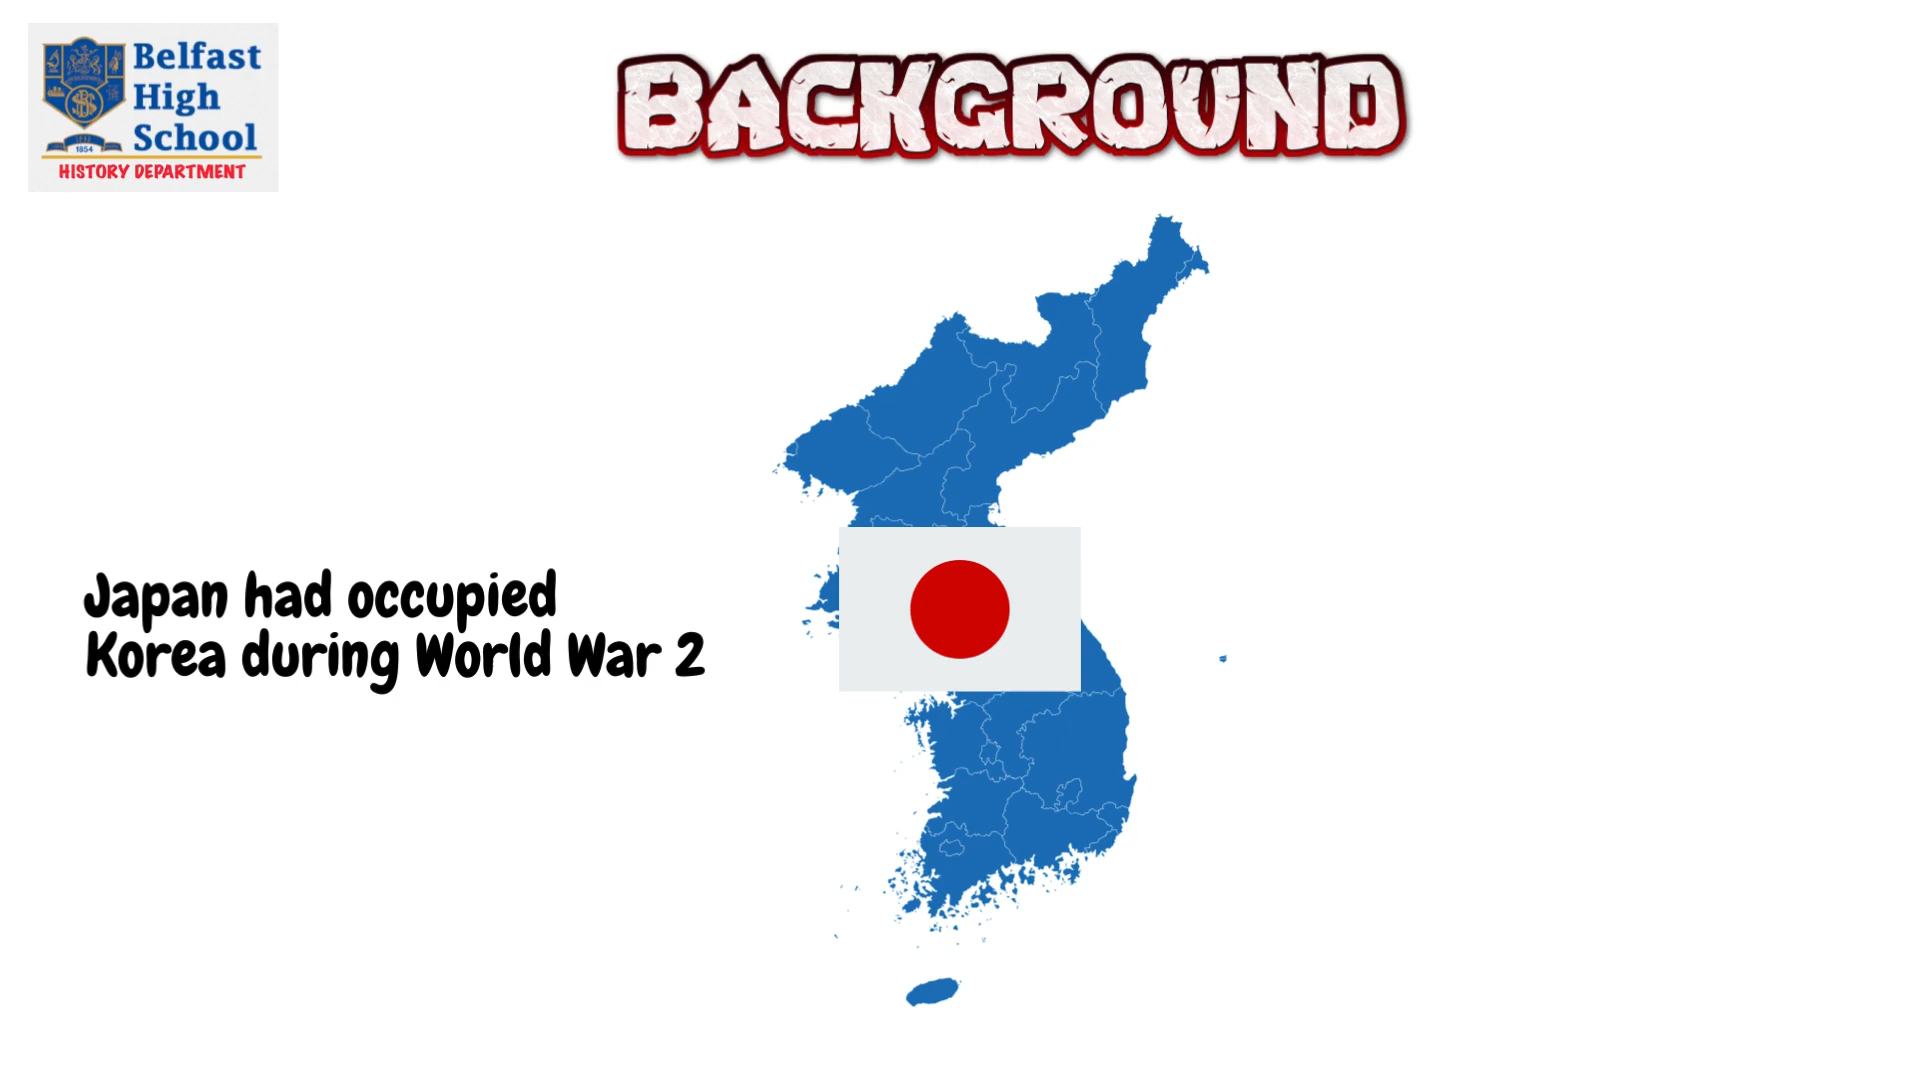 Belfast
High
School
1854
HISTORY DEPARTMENT
BACKGROUND
Japan had occupied
Korea during World War 2